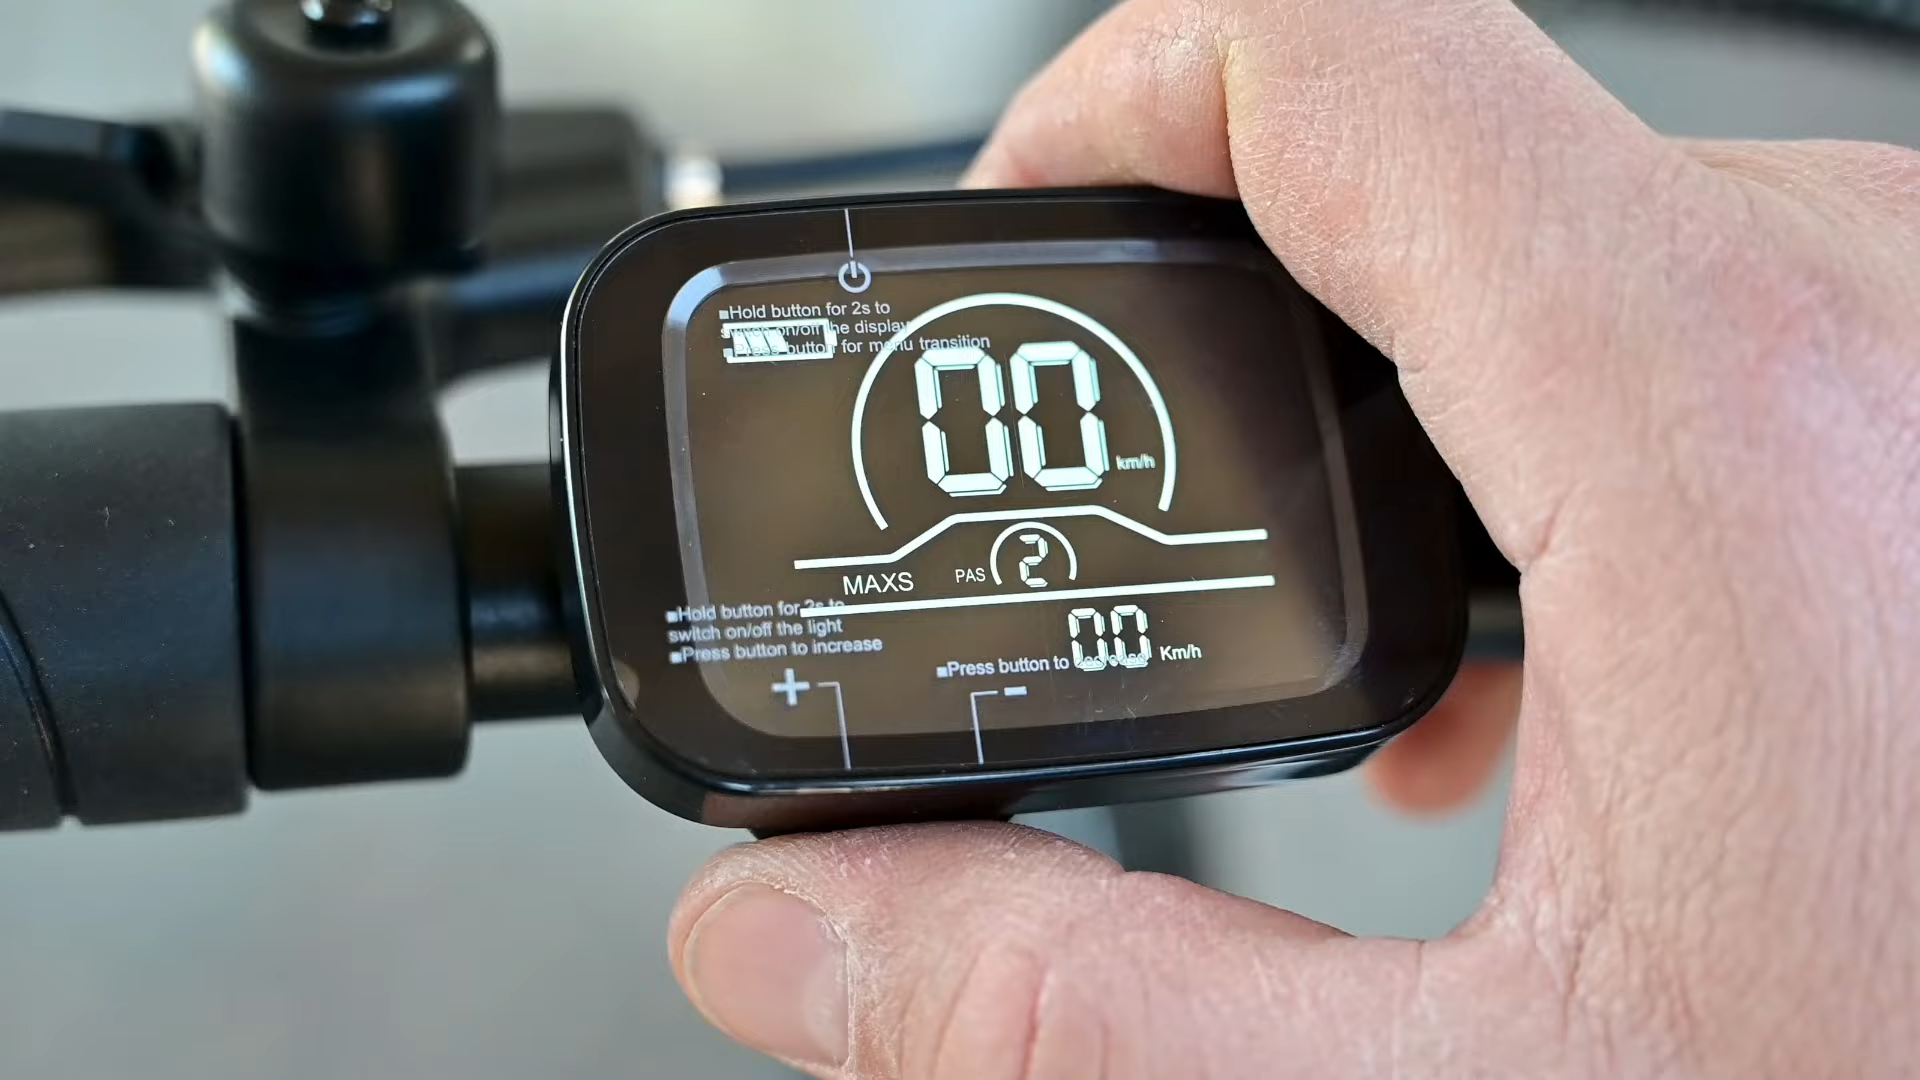 ■Hold button for 2s to
switch on/off the display
■Press button for menu transition
00 km/h
MAXS PAS 2
■Hold button for 2s to
switch on/off the light
■Press button to increase
00 Km/h
■Press button to decrease
+ -